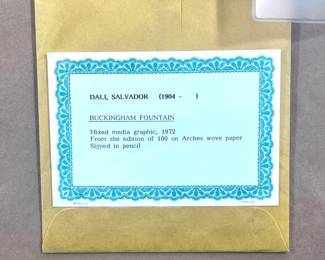 DALI, SALVADOR (1904 - )
BUCKINGHAM FOUNTAIN
Mixed media graphic, 1972
From the edition of 100 on Arches wove paper
Signed in pencil